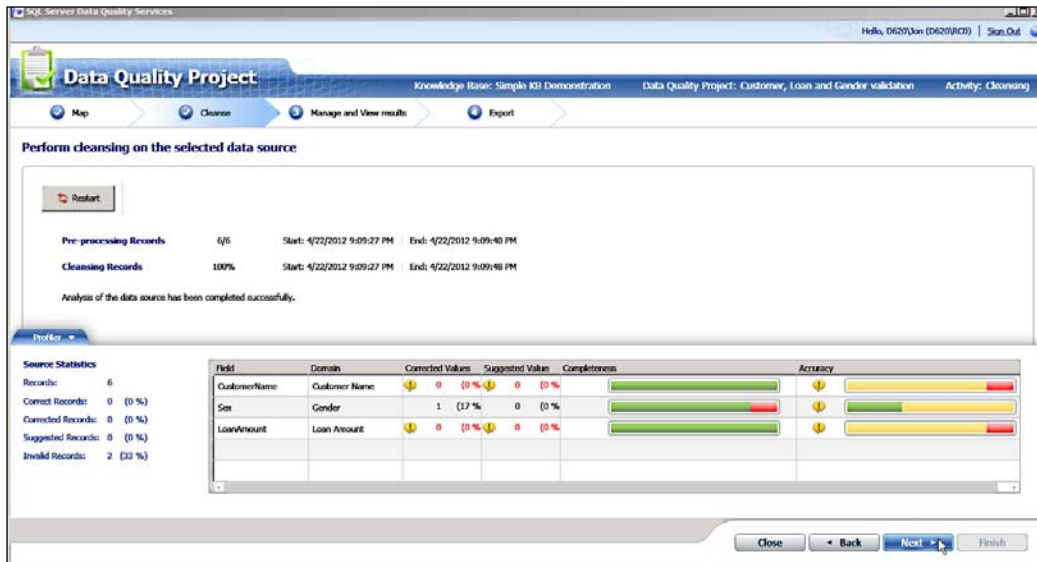 SQL Server Data Quality Services
Hello, D620\Jon (D620\RC0) | Sign Out
Data Quality Project
Knowledge Base: Simple KB Demonstration
Data Quality Project: Customer, Loan and Gender validation
Activity: Cleansing
Map
Cleanse
3 Manage and View results
4 Export
Perform cleansing on the selected data source
Restart
Pre-processing Records 6/6 Start: 4/22/2012 9:09:27 PM End: 4/22/2012 9:09:40 PM
Cleansing Records 100% Start: 4/22/2012 9:09:27 PM End: 4/22/2012 9:09:48 PM
Analysis of the data source has been completed successfully.
Profiler
Source Statistics
Records: 6
Correct Records: 0 (0 %)
Corrected Records: 0 (0 %)
Suggested Records: 0 (0 %)
Invalid Records: 2 (33 %)
Field Domain Corrected Values Suggested Value Completeness Accuracy
CustomerName Customer Name 0 (0 % 0 (0 %
Sex Gender 1 (17 % 0 (0 %
LoanAmount Loan Amount 0 (0 % 0 (0 %
Close
Back
Next
Finish